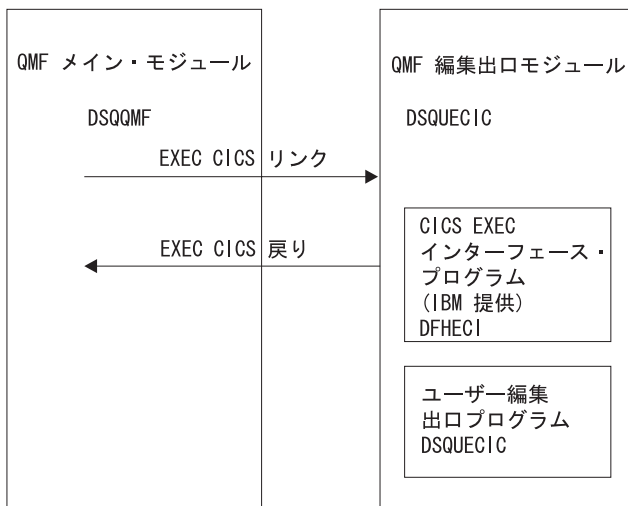 QMF メイン・モジュール
DSQQMF
QMF 編集出口モジュール
DSQUECIC
EXEC CICS リンク
EXEC CICS 戻り
CICS EXEC
インターフェース・
プログラム
(IBM 提供)
DFHECI
ユーザー編集
出口プログラム
DSQUECIC